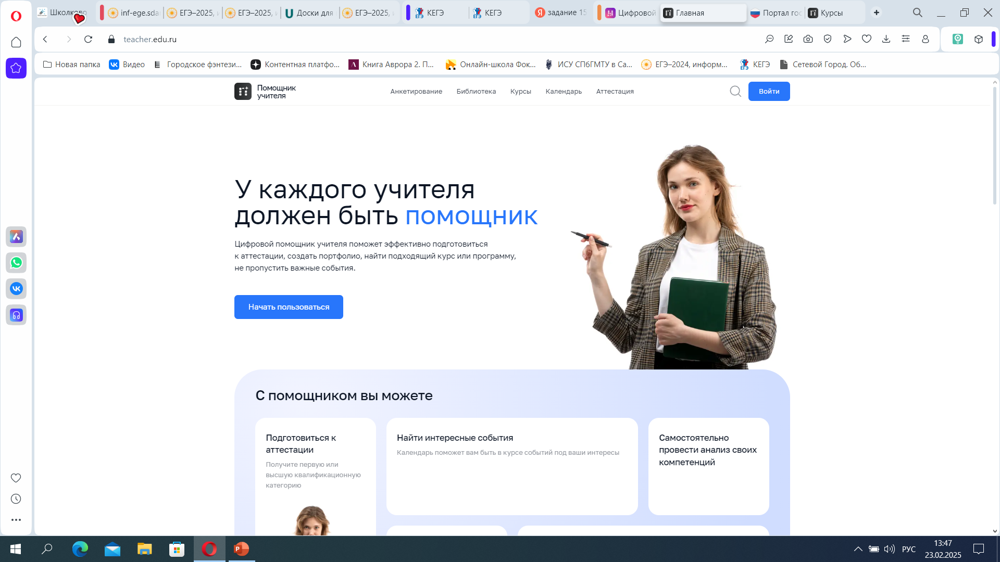 Школково
inf-ege.sda
ЕГЭ–2025,
ЕГЭ–2025,
Доски для
ЕГЭ–2025,
КЕГЭ
КЕГЭ
задание 15
Цифровой
Главная
Портал гос
Курсы
teacher.edu.ru
Новая папка
Видео
Городское фэнтези...
Контентная платфо...
Книга Аврора 2. П...
Онлайн-школа Фок...
ИСУ СПбГМТУ в Са...
ЕГЭ–2024, информ...
КЕГЭ
Сетевой Город. Об...
Помощник
учителя
Анкетирование
Библиотека
Курсы
Календарь
Аттестация
Войти
У каждого учителя
должен быть помощник
Цифровой помощник учителя поможет эффективно подготовиться
к аттестации, создать портфолио, найти подходящий курс или программу,
не пропустить важные события.
Начать пользоваться
С помощником вы можете
Подготовиться к
аттестации
Получите первую или
высшую квалификационную
категорию
Найти интересные события
Календарь поможет вам быть в курсе событий под ваши интересы
Самостоятельно
провести анализ своих
компетенций
РУС
13:47
23.02.2025